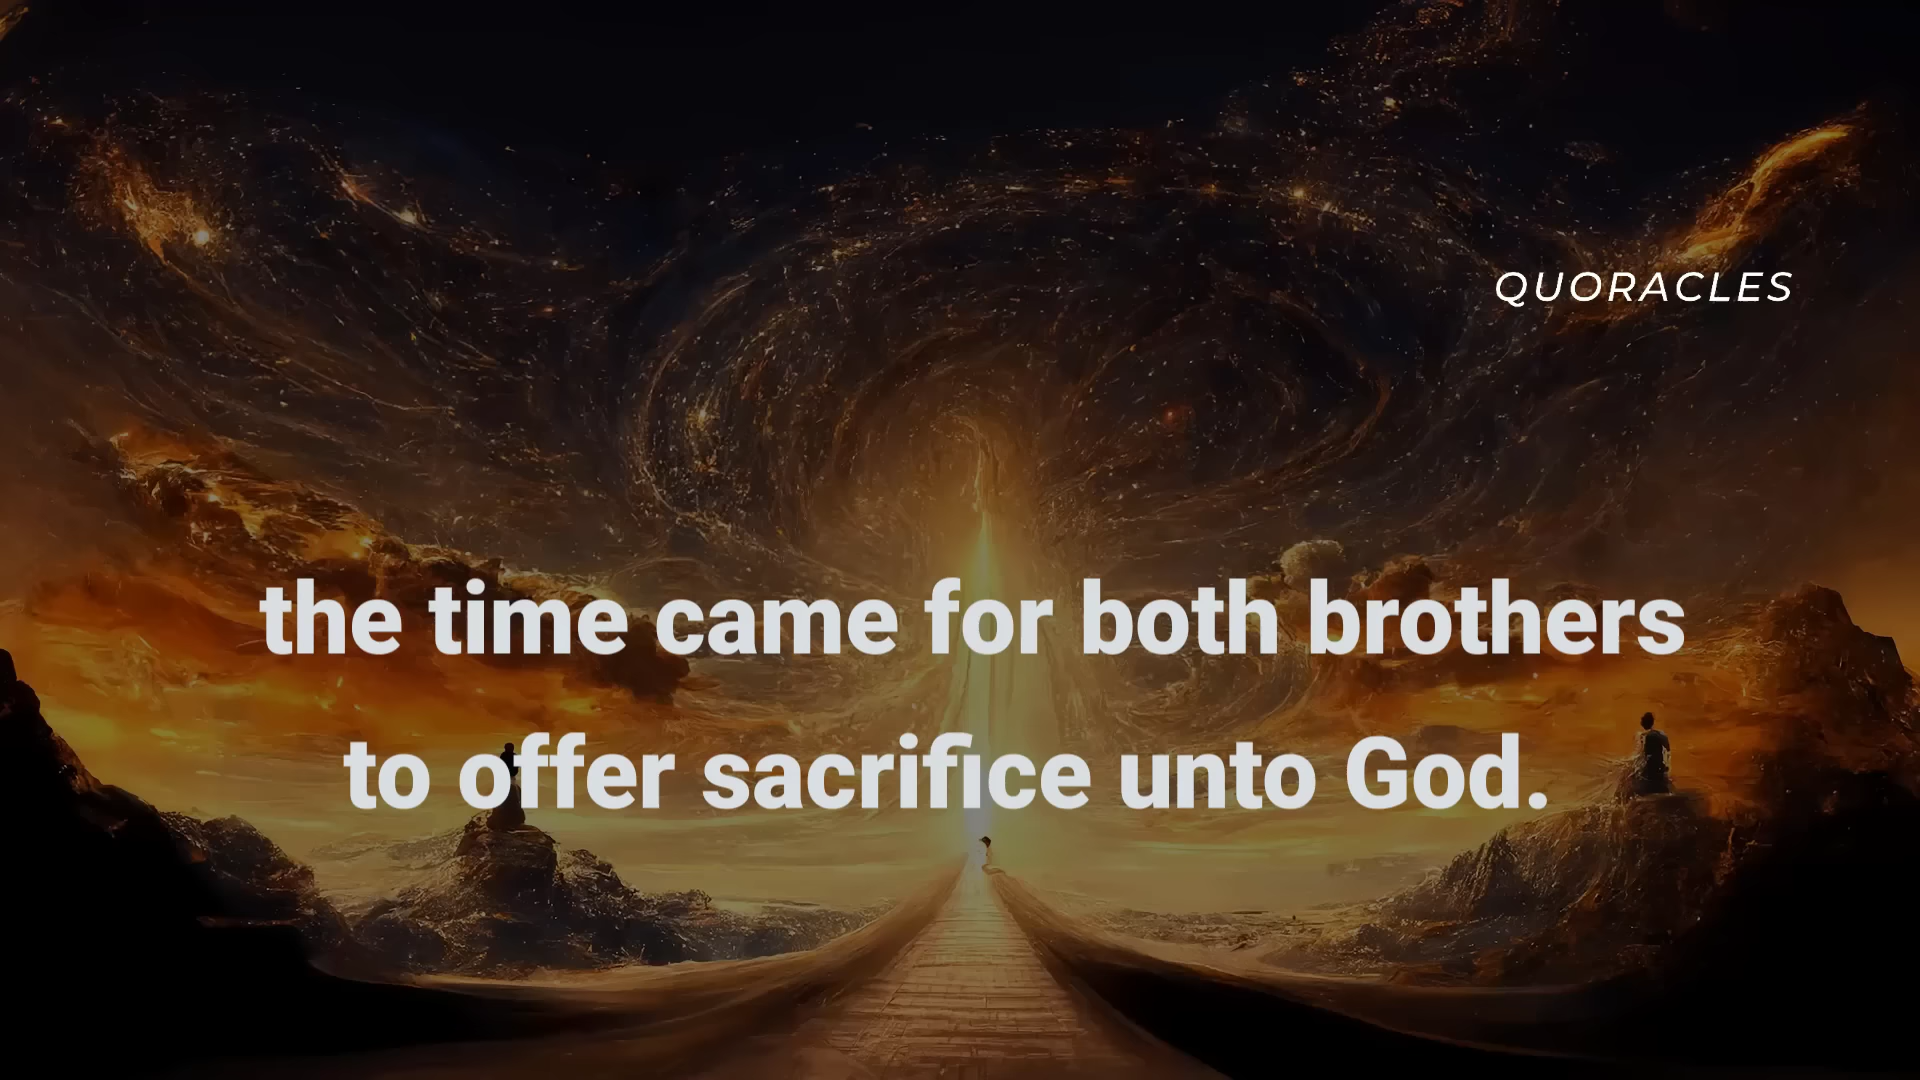 QUORACLES
the time came for both brothers
to offer sacrifice unto God.